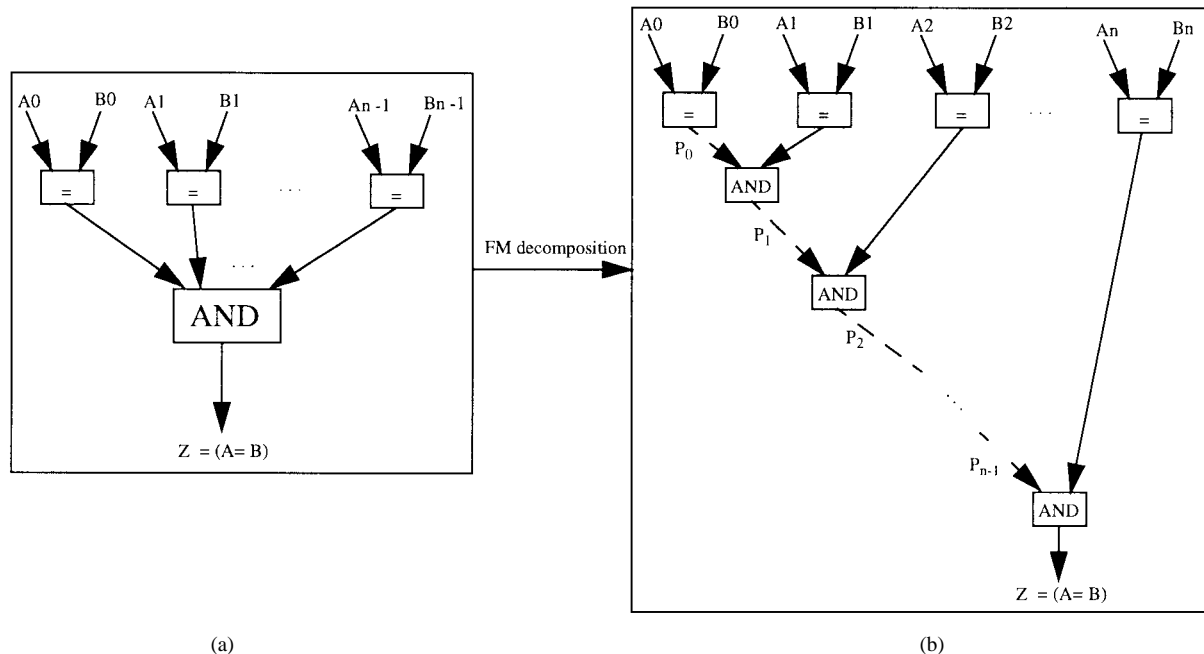 A0 B0 A1 B1 An -1 Bn -1
= = . . . =
. . .
AND
Z = (A= B)
(a)
FM decomposition
A0 B0 A1 B1 A2 B2 An Bn
= = = . . . =
P0
AND
P1
AND
P2
. . .
Pn-1
AND
Z = (A= B)
(b)